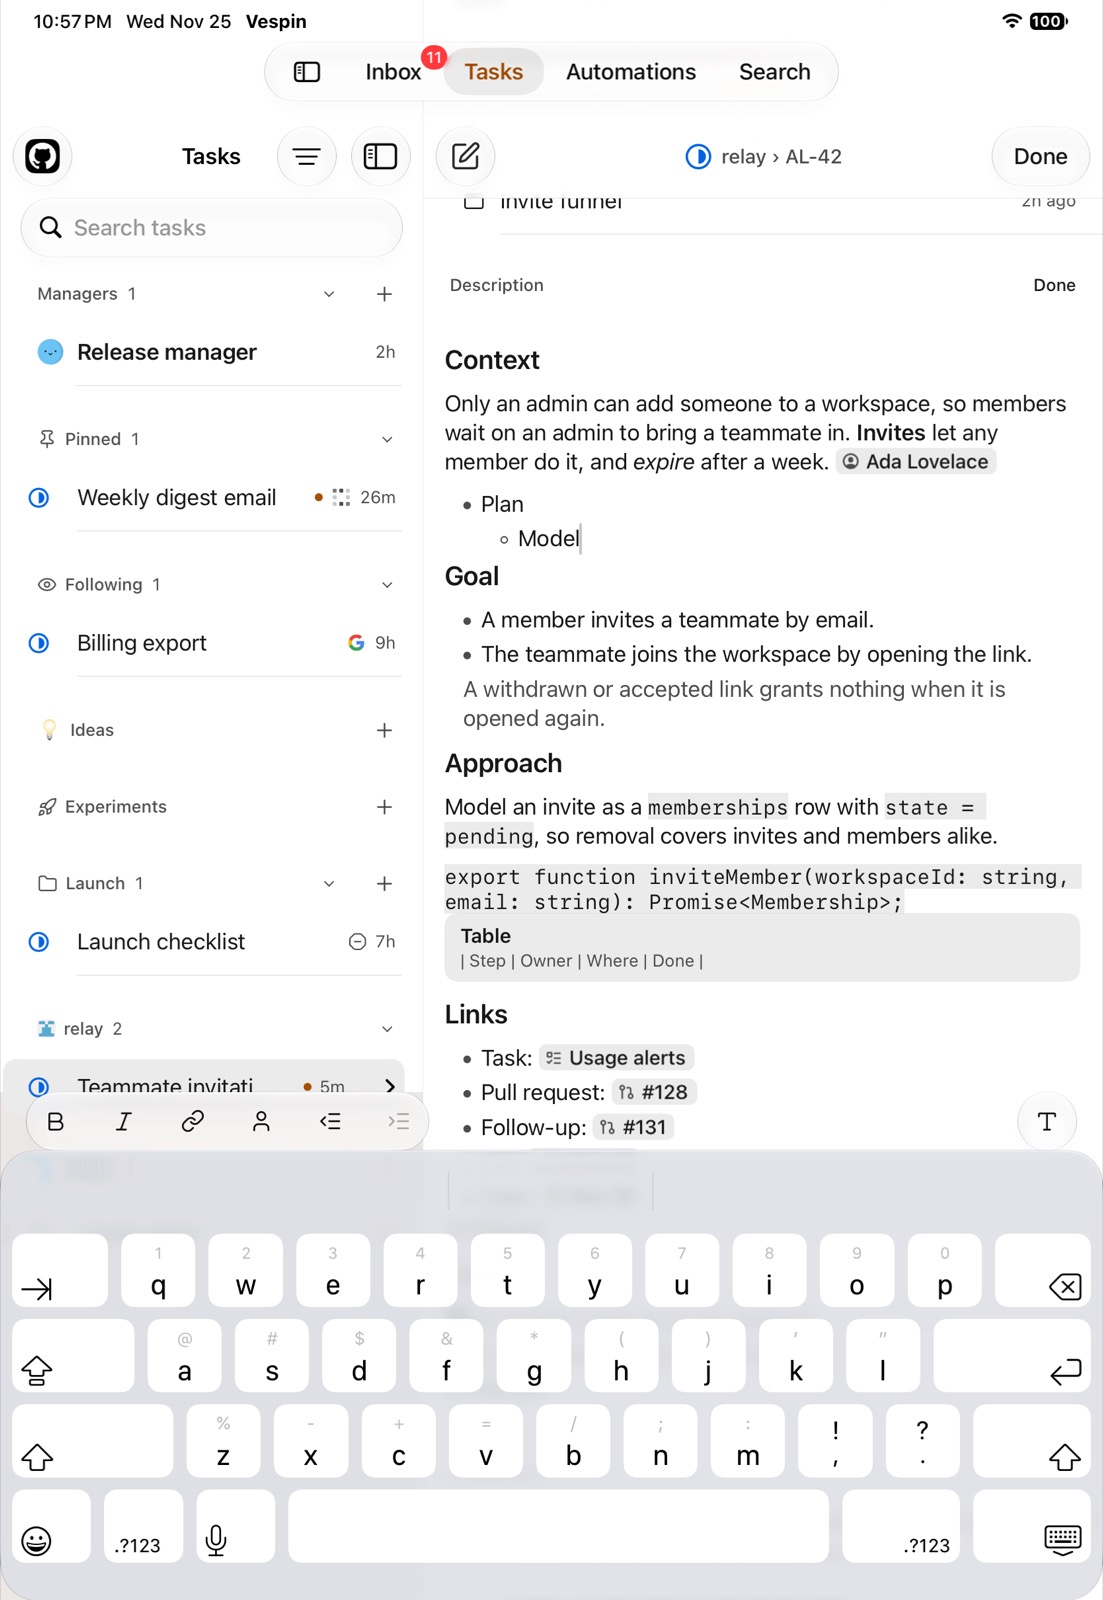 10:57 PM Wed Nov 25 Vespin
100
Inbox 11 Tasks Automations Search
Tasks
Search tasks
Managers 1
Release manager 2h
Pinned 1
Weekly digest email 26m
Following 1
Billing export 9h
Ideas
Experiments
Launch 1
Launch checklist 7h
relay 2
Teammate invitati 5m
relay › AL-42
Done
Invite funnel 2h ago
Description Done
Context
Only an admin can add someone to a workspace, so members
wait on an admin to bring a teammate in. Invites let any
member do it, and expire after a week. Ada Lovelace
• Plan
◦ Model
Goal
• A member invites a teammate by email.
• The teammate joins the workspace by opening the link.
A withdrawn or accepted link grants nothing when it is
opened again.
Approach
Model an invite as a memberships row with state =
pending, so removal covers invites and members alike.
export function inviteMember(workspaceId: string,
email: string): Promise<Membership>;
Table
| Step | Owner | Where | Done |
Links
• Task: Usage alerts
• Pull request: #128
• Follow-up: #131
B I T
1 2 3 4 5 6 7 8 9 0
q w e r t y u i o p
@ # $ & * ( ) ' "
a s d f g h j k l
% - + = / ; : ! ?
z x c v b n m , .
.?123 .?123